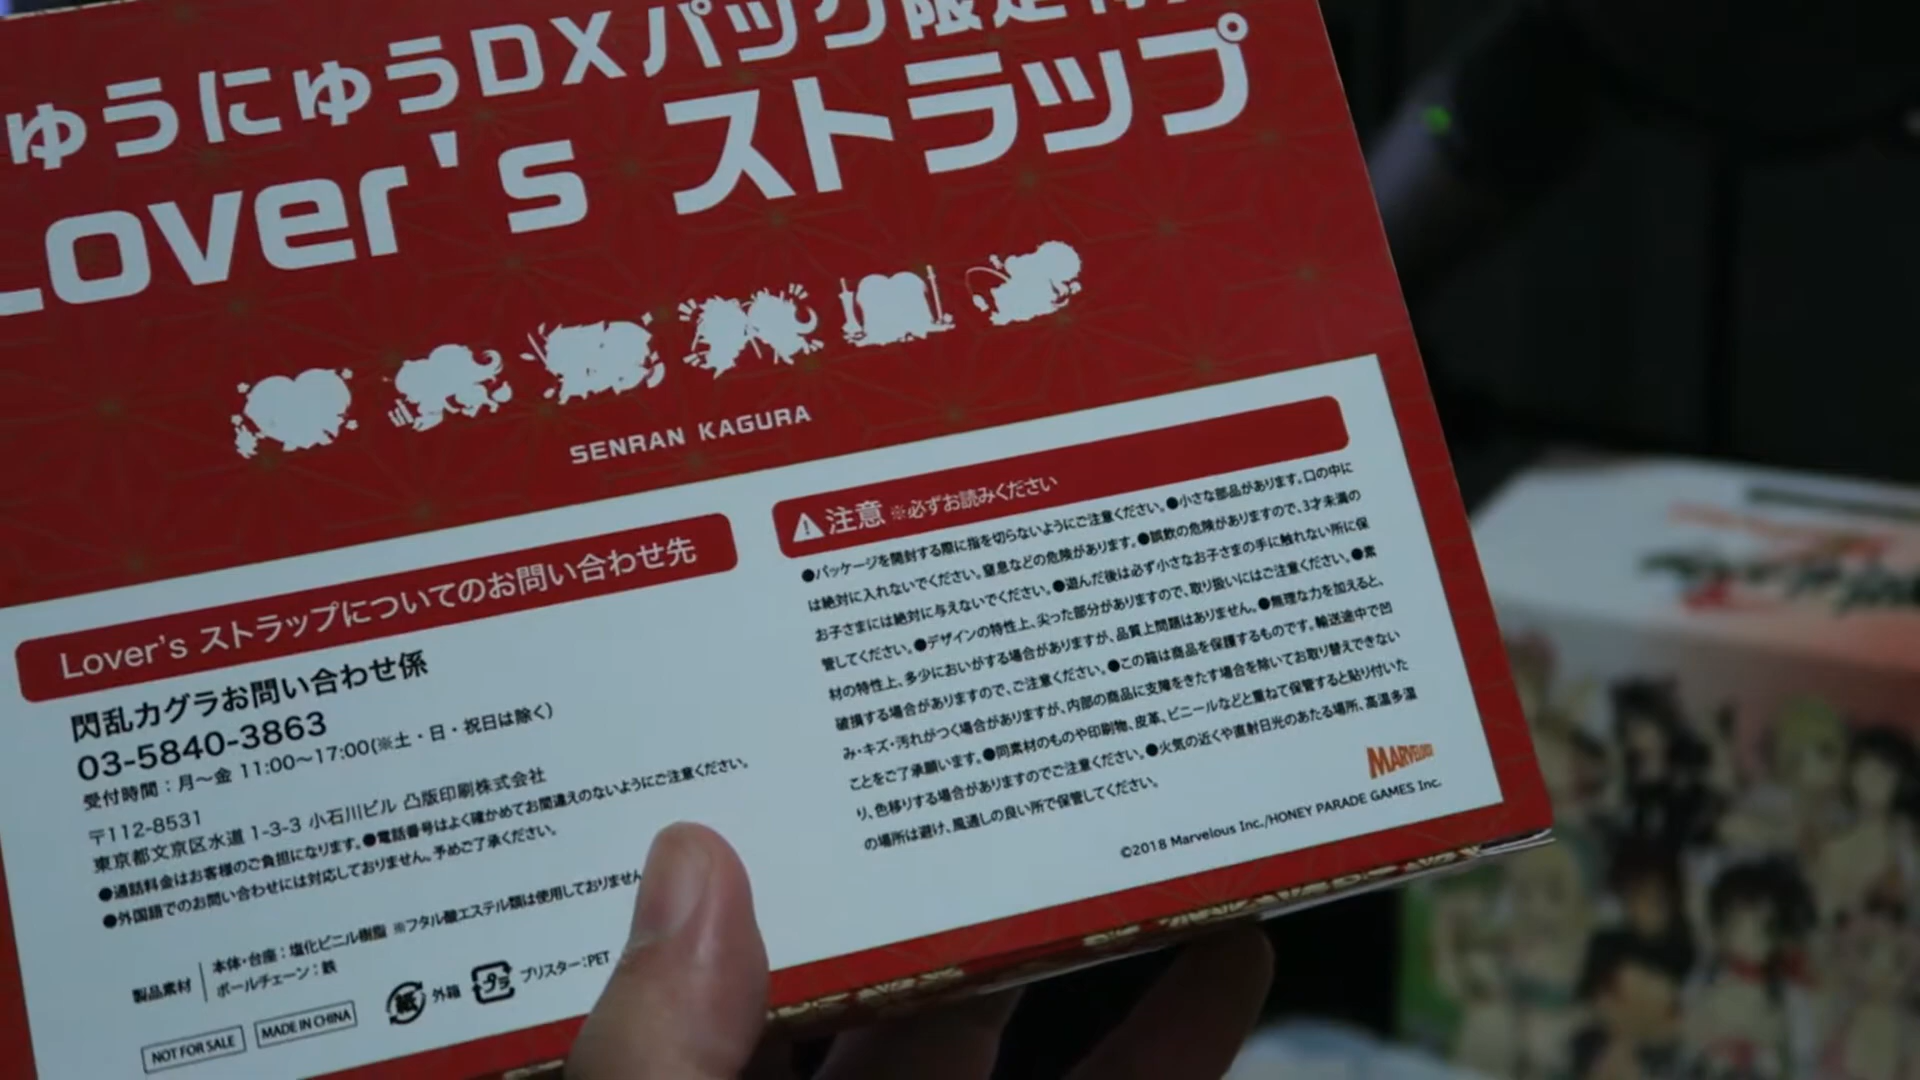 ゅうにゅうDXパック限定特
Lover's ストラップ
SENRAN KAGURA
Lover's ストラップについてのお問い合わせ先
閃乱カグラお問い合わせ係
03-5840-3863
受付時間：月〜金 11:00〜17:00(※土・日・祝日は除く)
〒112-8531
東京都文京区水道 1-3-3 小石川ビル 凸版印刷株式会社
●通話料金はお客様のご負担になります。●電話番号はよく確かめてお間違えのないようにご注意ください。
●外国語でのお問い合わせには対応しておりません。予めご了承ください。
製品素材
本体・台座：塩化ビニル樹脂 ※フタル酸エステル類は使用しておりません
ボールチェーン：鉄
NOT FOR SALE
MADE IN CHINA
紙 外箱
プラ ブリスター：PET
注意 ※必ずお読みください
●パッケージを開封する際に指を切らないようにご注意ください。●小さな部品があります。口の中に
は絶対に入れないでください。窒息などの危険があります。●誤飲の危険がありますので、3才未満の
お子さまには絶対に与えないでください。●遊んだ後は必ず小さなお子さまの手に触れない所に保
管してください。●デザインの特性上、尖った部分がありますので、取り扱いにはご注意ください。●素
材の特性上、多少においがする場合がありますが、品質上問題はありません。●無理な力を加えると、
破損する場合がありますので、ご注意ください。●この箱は商品を保護するものです。輸送途中で凹
み・キズ・汚れがつく場合がありますが、内部の商品に支障をきたす場合を除いてお取り替えできない
ことをご了承願います。●同素材のものや印刷物、皮革、ビニールなどと重ねて保管すると貼り付いた
り、色移りする場合がありますのでご注意ください。●火気の近くや直射日光のあたる場所、高温多湿
の場所は避け、風通しの良い所で保管してください。
MARVELOUS
©2018 Marvelous Inc./HONEY PARADE GAMES Inc.